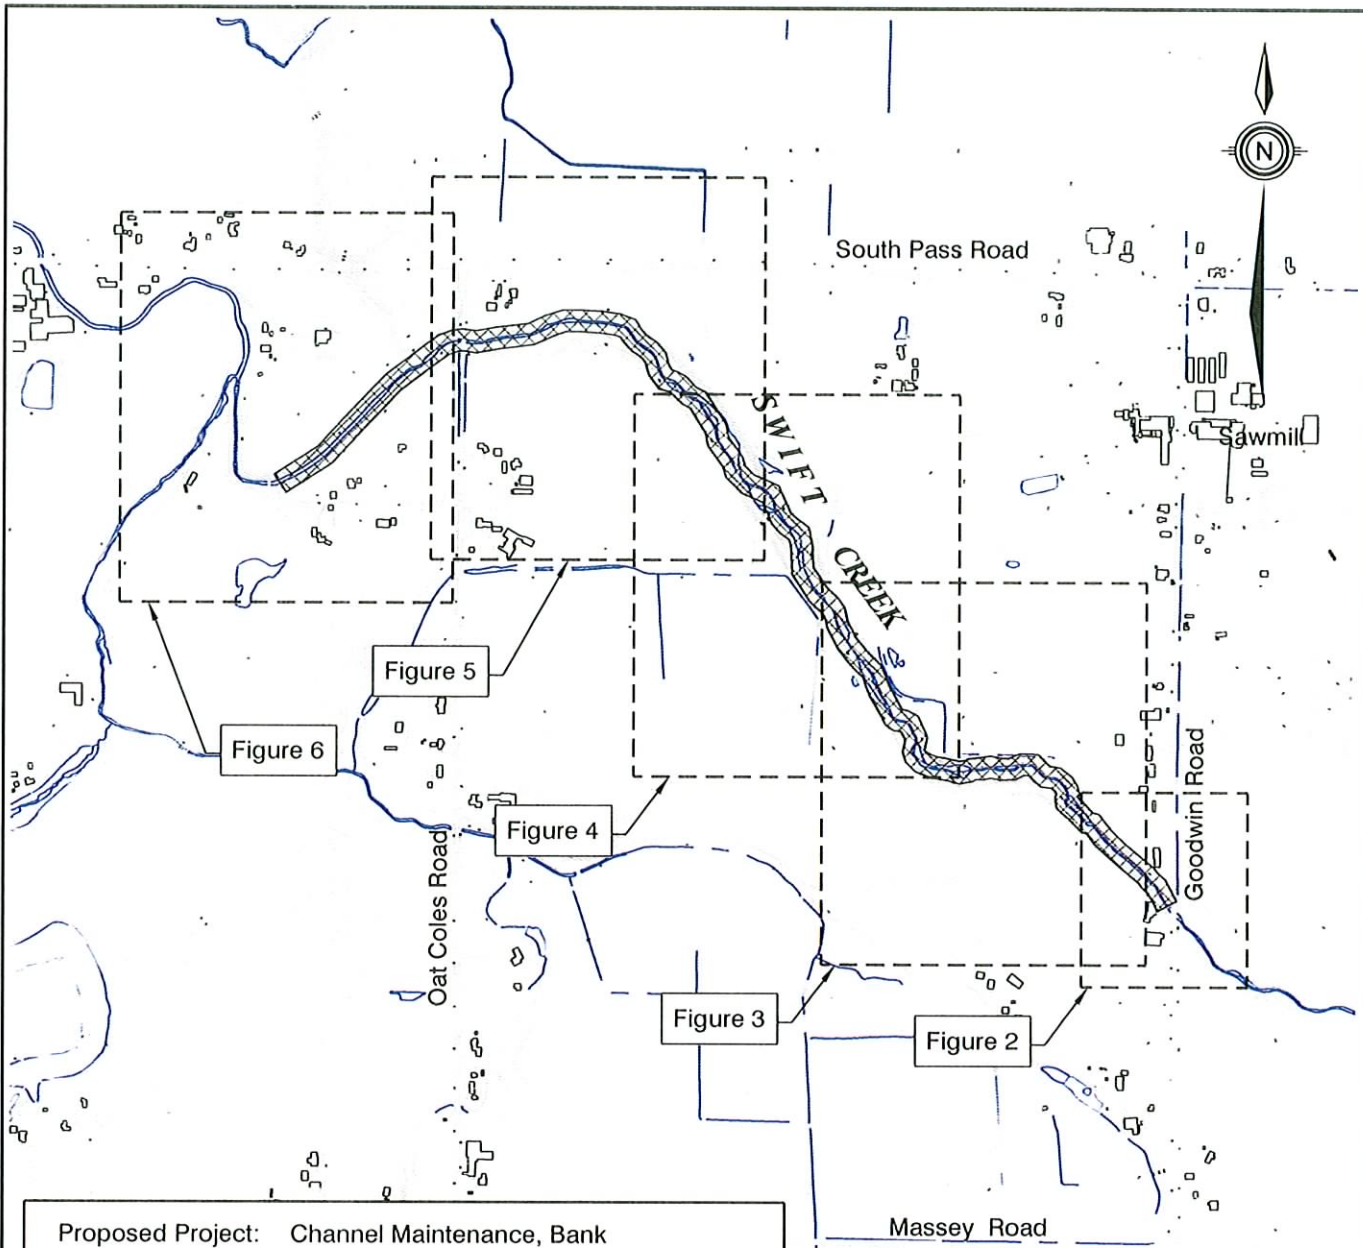 N
South Pass Road
Sawmill
SWIFT
CREEK
Figure 5
Figure 6
Goodwin Road
Figure 4
Oat Coles Road
Figure 3
Figure 2
Massey Road
Proposed Project: Channel Maintenance, Bank